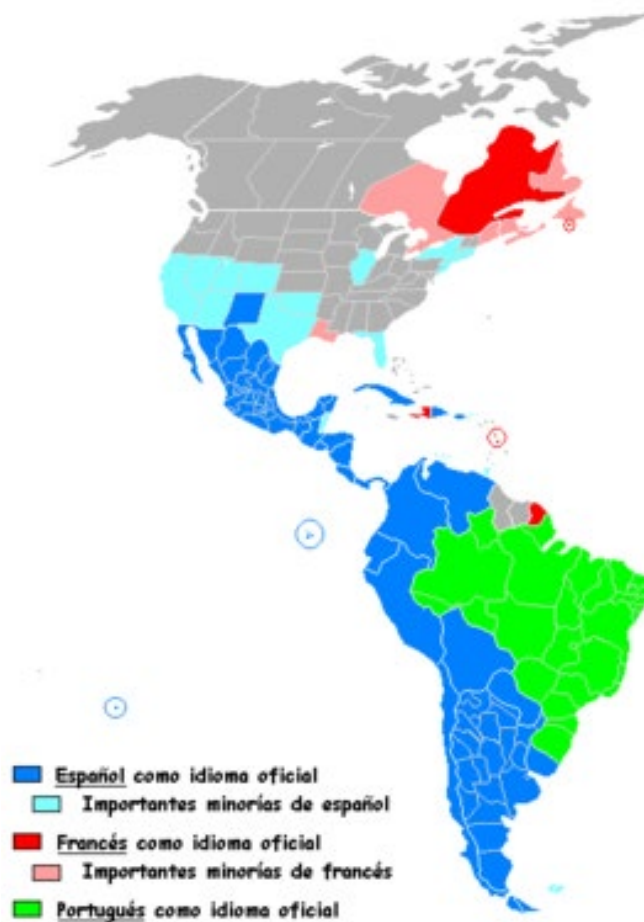 Español como idioma oficial
Importantes minorías de español
Francés como idioma oficial
Importantes minorías de francés
Portugués como idioma oficial